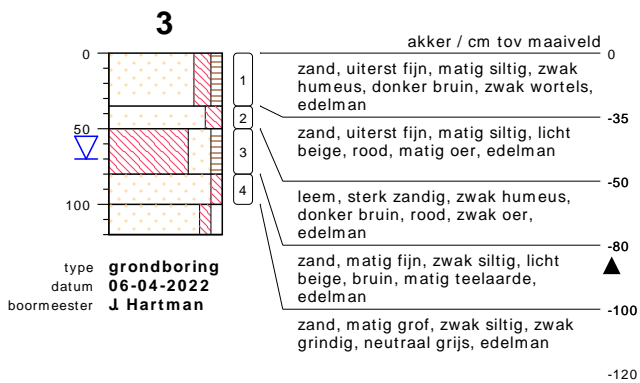 3
akker / cm tov maaiveld
0
0
1
zand, uiterst fijn, matig siltig, zwak
humeus, donker bruin, zwak wortels,
edelman
-35
2
zand, uiterst fijn, matig siltig, licht
beige, rood, matig oer, edelman
50
-50
3
leem, sterk zandig, zwak humeus,
donker bruin, rood, zwak oer,
edelman
-80
4
zand, matig fijn, zwak siltig, licht
beige, bruin, matig teelaarde,
edelman
100
-100
zand, matig grof, zwak siltig, zwak
grindig, neutraal grijs, edelman
-120
type grondboring
datum 06-04-2022
boormeester J. Hartman